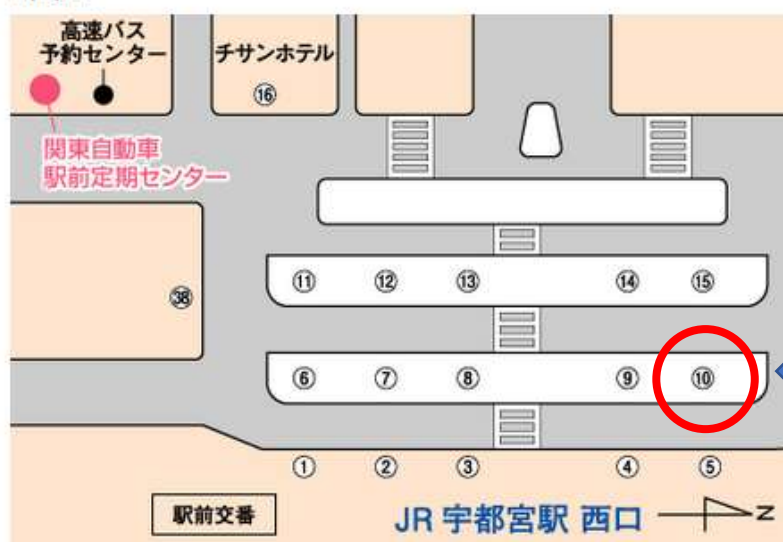 高速バス
予約センター
チサンホテル
⑯
関東自動車
駅前定期センター
⑪ ⑫ ⑬ ⑭ ⑮
㊳
⑥ ⑦ ⑧ ⑨ ⑩
① ② ③ ④ ⑤
駅前交番
JR 宇都宮駅 西口
N